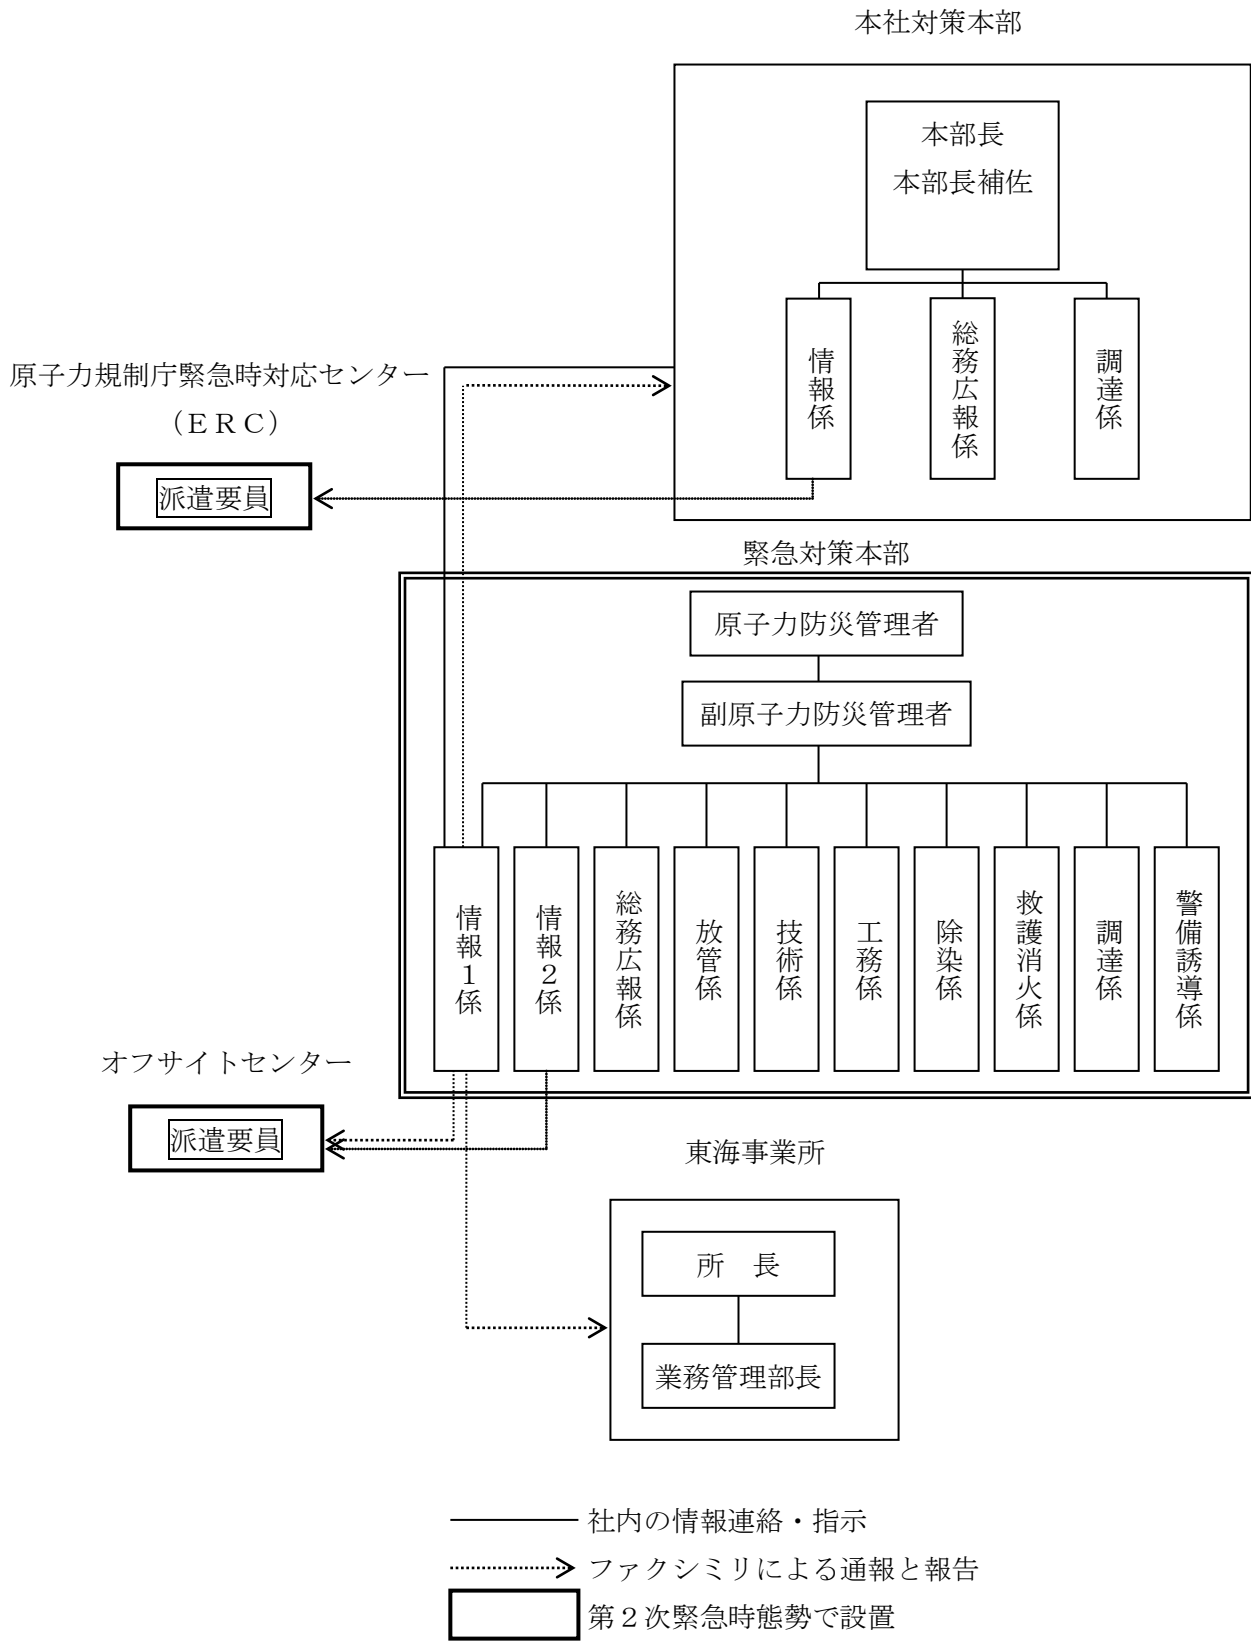 本社対策本部
本部長
本部長補佐
情報係
総務広報係
調達係
原子力規制庁緊急時対応センター
(ERC)
派遣要員
緊急対策本部
原子力防災管理者
副原子力防災管理者
情報1係
情報2係
総務広報係
放管係
技術係
工務係
除染係
救護消火係
調達係
警備誘導係
オフサイトセンター
派遣要員
東海事業所
所 長
業務管理部長
社内の情報連絡・指示
ファクシミリによる通報と報告
第2次緊急時態勢で設置